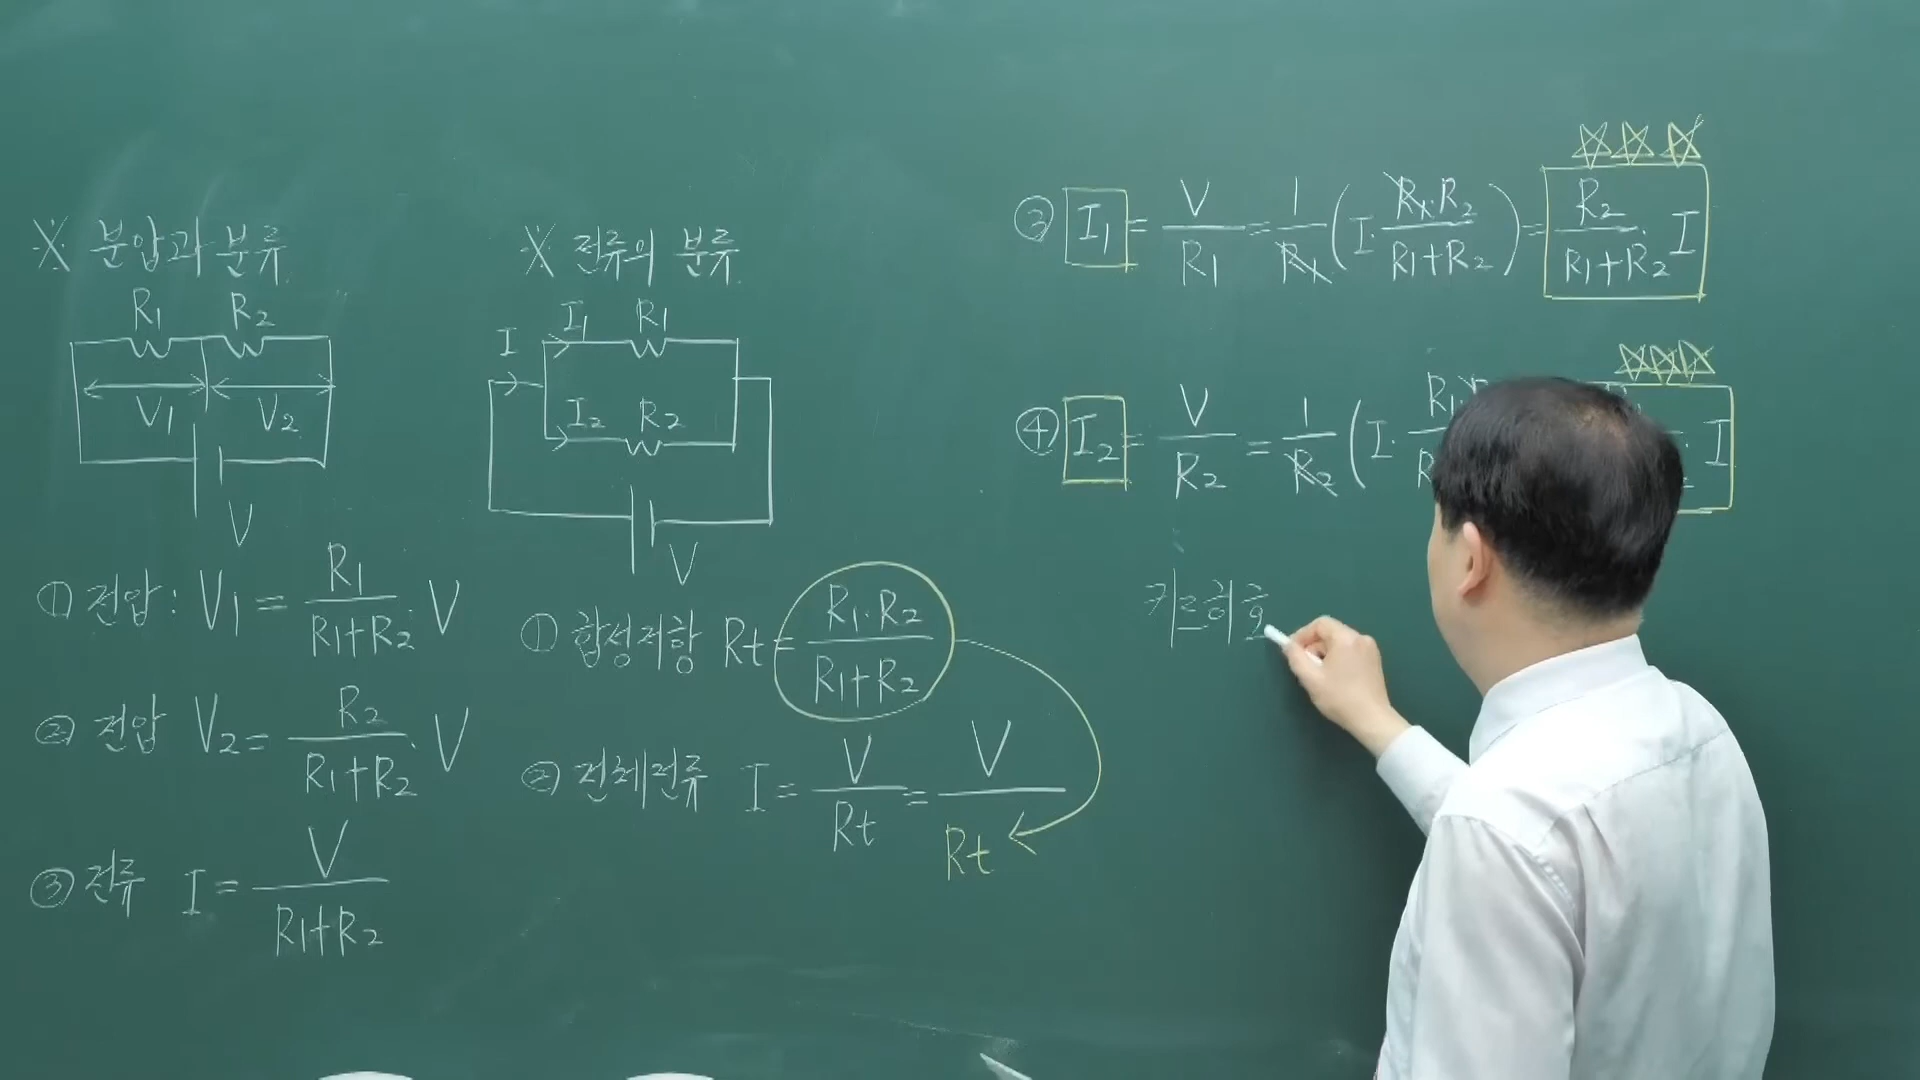 ※ 분압과 분류
R1 R2
V1 V2
V
① 전압 : V1 = R1/(R1+R2) · V
② 전압 V2 = R2/(R1+R2) · V
③ 전류 I = V/(R1+R2)
※ 전류의 분류
I I1 R1
I2 R2
V
① 합성저항 Rt = R1·R2/(R1+R2)
② 전체전류 I = V/Rt = V/Rt
③ I1 = V/R1 = 1/R1 (I · R1·R2/(R1+R2)) = R2/(R1+R2) · I
④ I2 = V/R2 = 1/R2 (I · R1 · I
키르히호